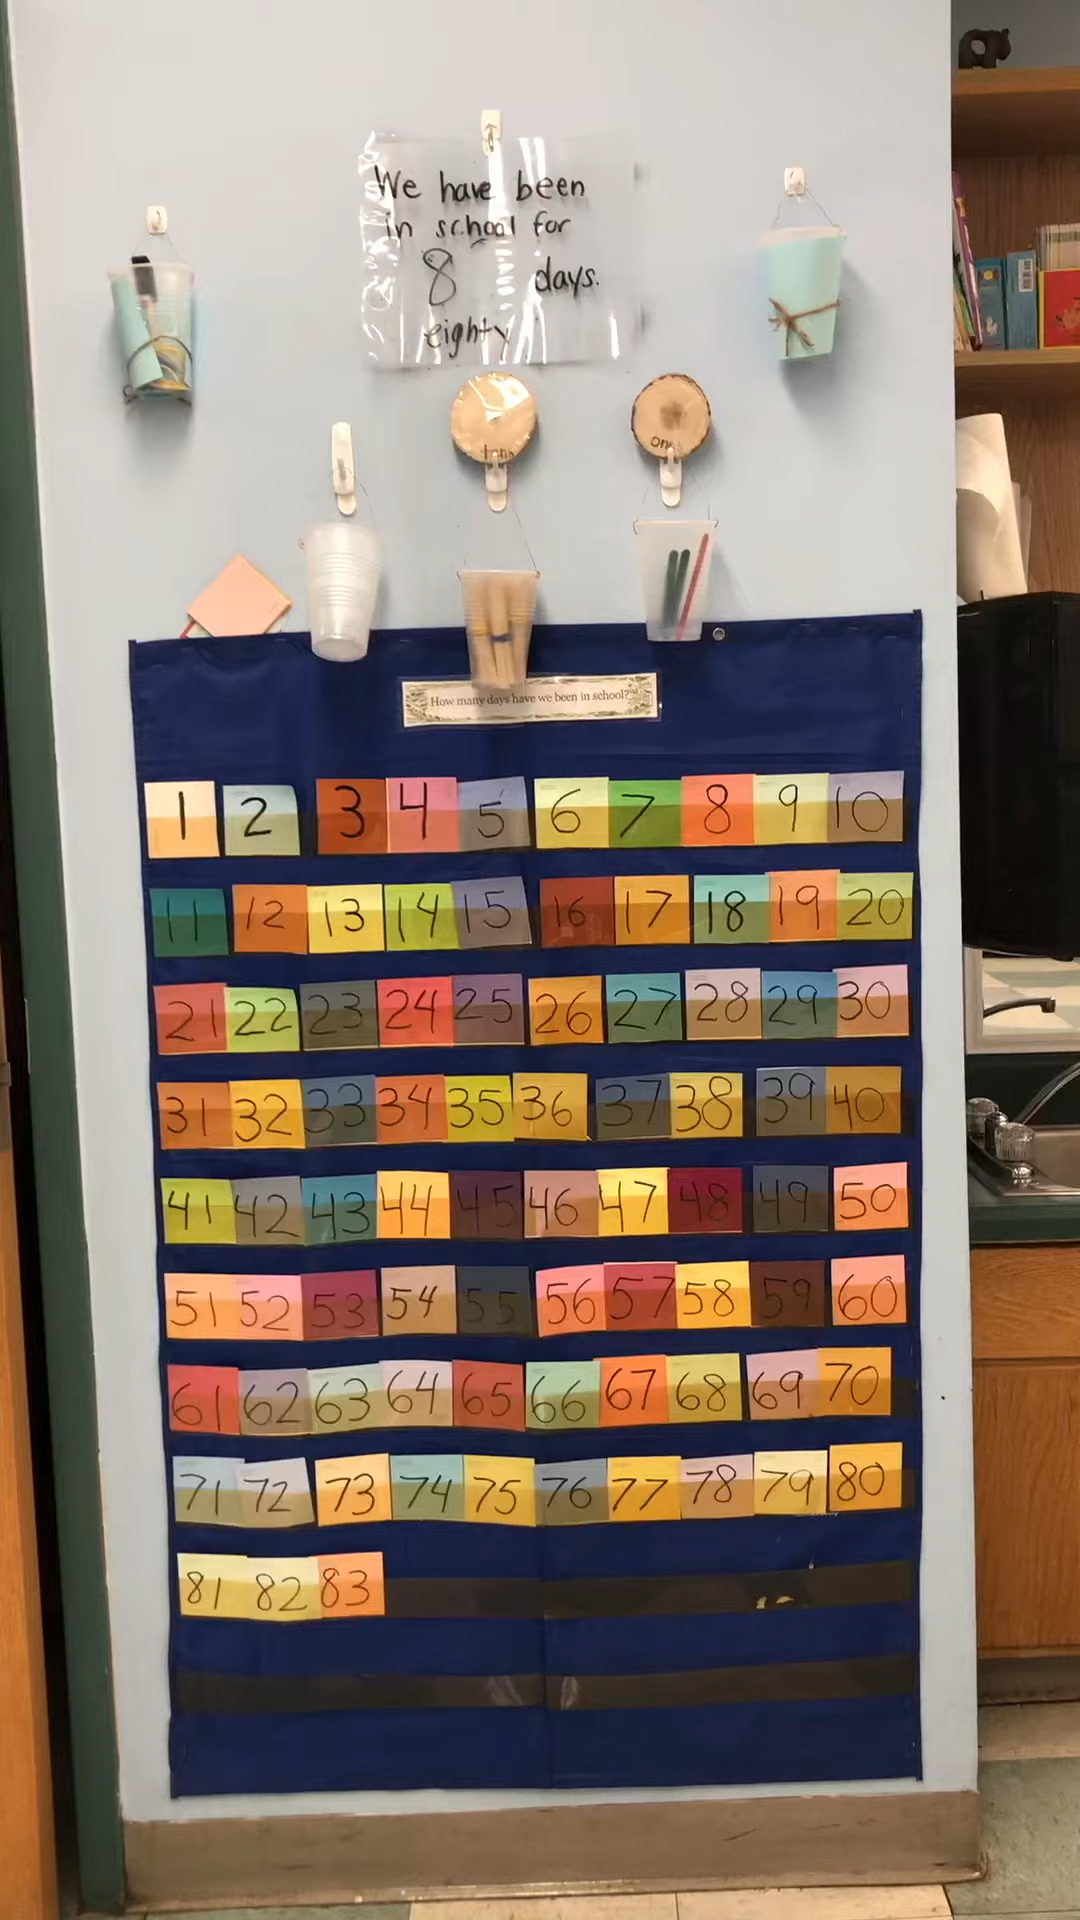 We have been
in school for
8 days.
eighty
tens
ones
How many days have we been in school?
1 2 3 4 5 6 7 8 9 10
11 12 13 14 15 16 17 18 19 20
21 22 23 24 25 26 27 28 29 30
31 32 33 34 35 36 37 38 39 40
41 42 43 44 45 46 47 48 49 50
51 52 53 54 55 56 57 58 59 60
61 62 63 64 65 66 67 68 69 70
71 72 73 74 75 76 77 78 79 80
81 82 83